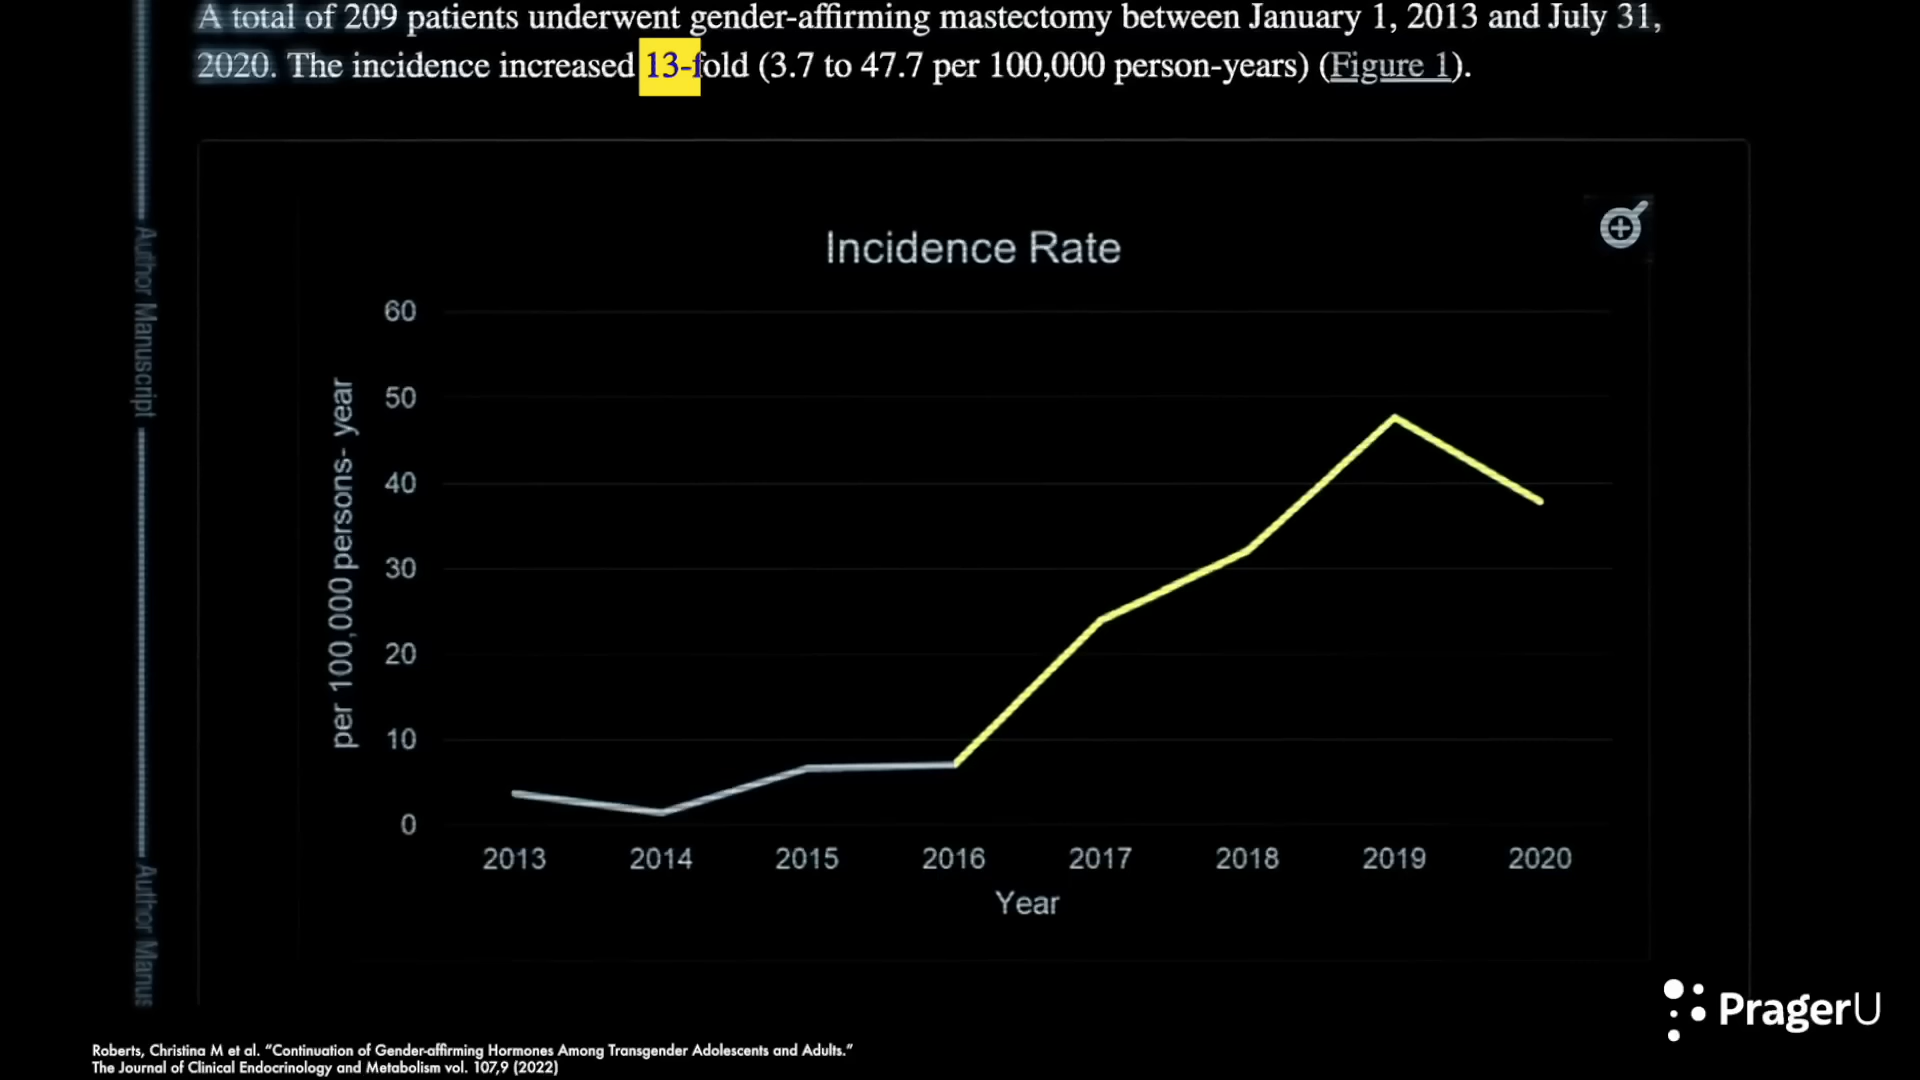 A total of 209 patients underwent gender-affirming mastectomy between January 1, 2013 and July 31,
2020. The incidence increased 13-fold (3.7 to 47.7 per 100,000 person-years) (Figure 1).
Author Manuscript
Author Manus
Incidence Rate
per 100,000 persons- year
60
50
40
30
20
10
0
2013 2014 2015 2016 2017 2018 2019 2020
Year
PragerU
Roberts, Christina M et al. “Continuation of Gender-affirming Hormones Among Transgender Adolescents and Adults.”
The Journal of Clinical Endocrinology and Metabolism vol. 107,9 (2022)